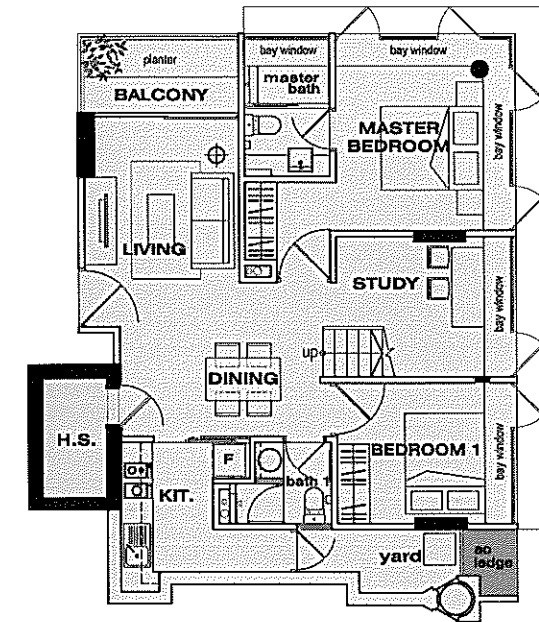 planter
BALCONY
bay window
bay window
master
bath
MASTER
BEDROOM
bay window
LIVING
STUDY
bay window
up
DINING
H.S.
F
KIT.
bath 1
BEDROOM 1
bay window
yard
ac
ledge